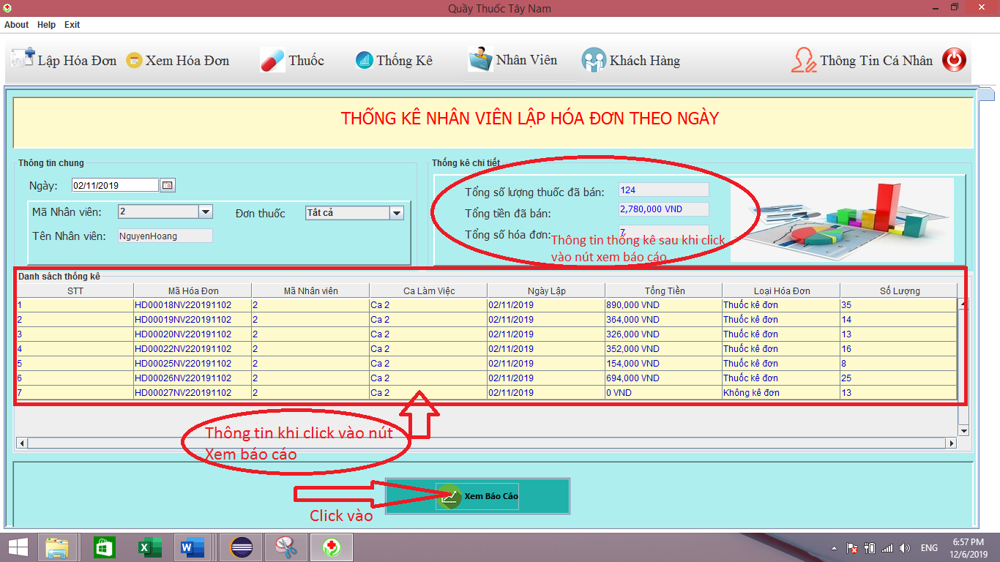 Quầy Thuốc Tây Nam
About Help Exit
Lập Hóa Đơn Xem Hóa Đơn Thuốc Thống Kê Nhân Viên Khách Hàng Thông Tin Cá Nhân
THỐNG KÊ NHÂN VIÊN LẬP HÓA ĐƠN THEO NGÀY
Thông tin chung
Ngày: 02/11/2019
Mã Nhân viên: 2 Đơn thuốc Tất cả
Tên Nhân viên: NguyenHoang
Thống kê chi tiết
Tổng số lượng thuốc đã bán: 124
Tổng tiền đã bán: 2,780,000 VND
Tổng số hóa đơn: 7
Thông tin thống kê sau khi click
vào nút xem báo cáo
Danh sách thống kê
STT Mã Hóa Đơn Mã Nhân viên Ca Làm Việc Ngày Lập Tổng Tiền Loại Hóa Đơn Số Lượng
1 HD00018NV220191102 2 Ca 2 02/11/2019 890,000 VND Thuốc kê đơn 35
2 HD00019NV220191102 2 Ca 2 02/11/2019 364,000 VND Thuốc kê đơn 14
3 HD00020NV220191102 2 Ca 2 02/11/2019 326,000 VND Thuốc kê đơn 13
4 HD00022NV220191102 2 Ca 2 02/11/2019 352,000 VND Thuốc kê đơn 16
5 HD00025NV220191102 2 Ca 2 02/11/2019 154,000 VND Thuốc kê đơn 8
6 HD00026NV220191102 2 Ca 2 02/11/2019 694,000 VND Thuốc kê đơn 25
7 HD00027NV220191102 2 Ca 2 02/11/2019 0 VND Không kê đơn 13
Thông tin khi click vào nút
Xem báo cáo
Xem Báo Cáo
Click vào
ENG
6:57 PM
12/6/2019